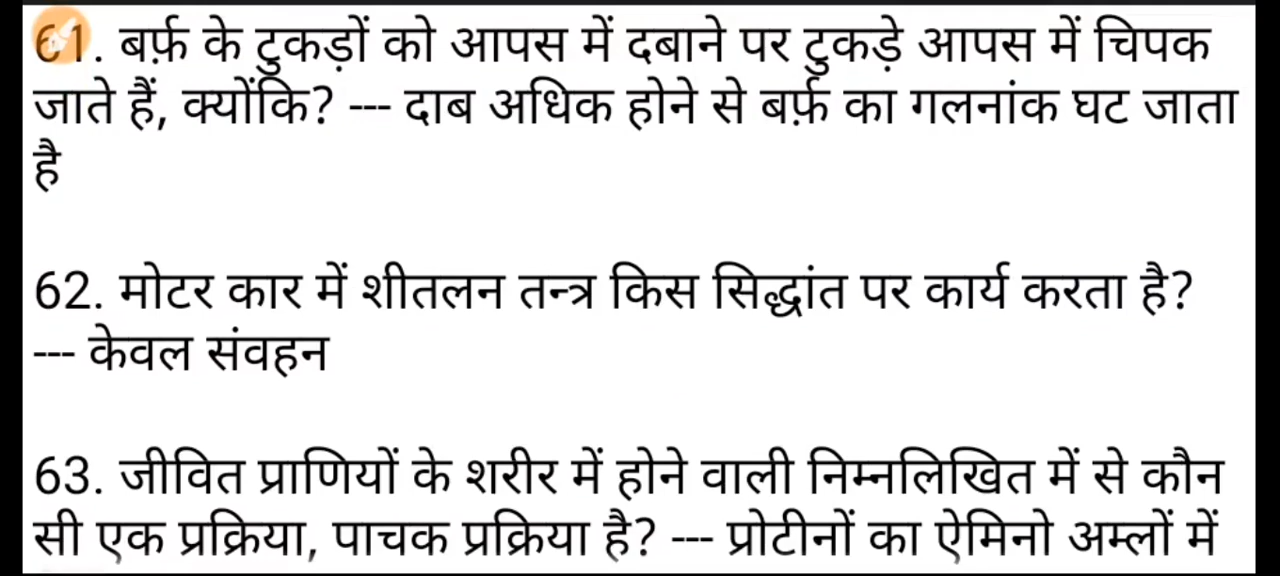 61. बर्फ़ के टुकड़ों को आपस में दबाने पर टुकड़े आपस में चिपक
जाते हैं, क्योंकि? --- दाब अधिक होने से बर्फ़ का गलनांक घट जाता
है
62. मोटर कार में शीतलन तन्त्र किस सिद्धांत पर कार्य करता है?
--- केवल संवहन
63. जीवित प्राणियों के शरीर में होने वाली निम्नलिखित में से कौन
सी एक प्रक्रिया, पाचक प्रक्रिया है? --- प्रोटीनों का ऐमिनो अम्लों में